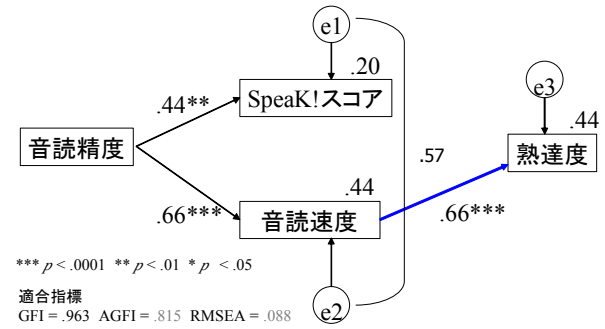 e1
.20
e3
.44**
SpeaK!スコア
.44
音読精度
.57
熟達度
.44
.66***
音読速度
.66***
*** p < .0001 ** p < .01 * p < .05
適合指標
GFI = .963 AGFI = .815 RMSEA = .088
e2